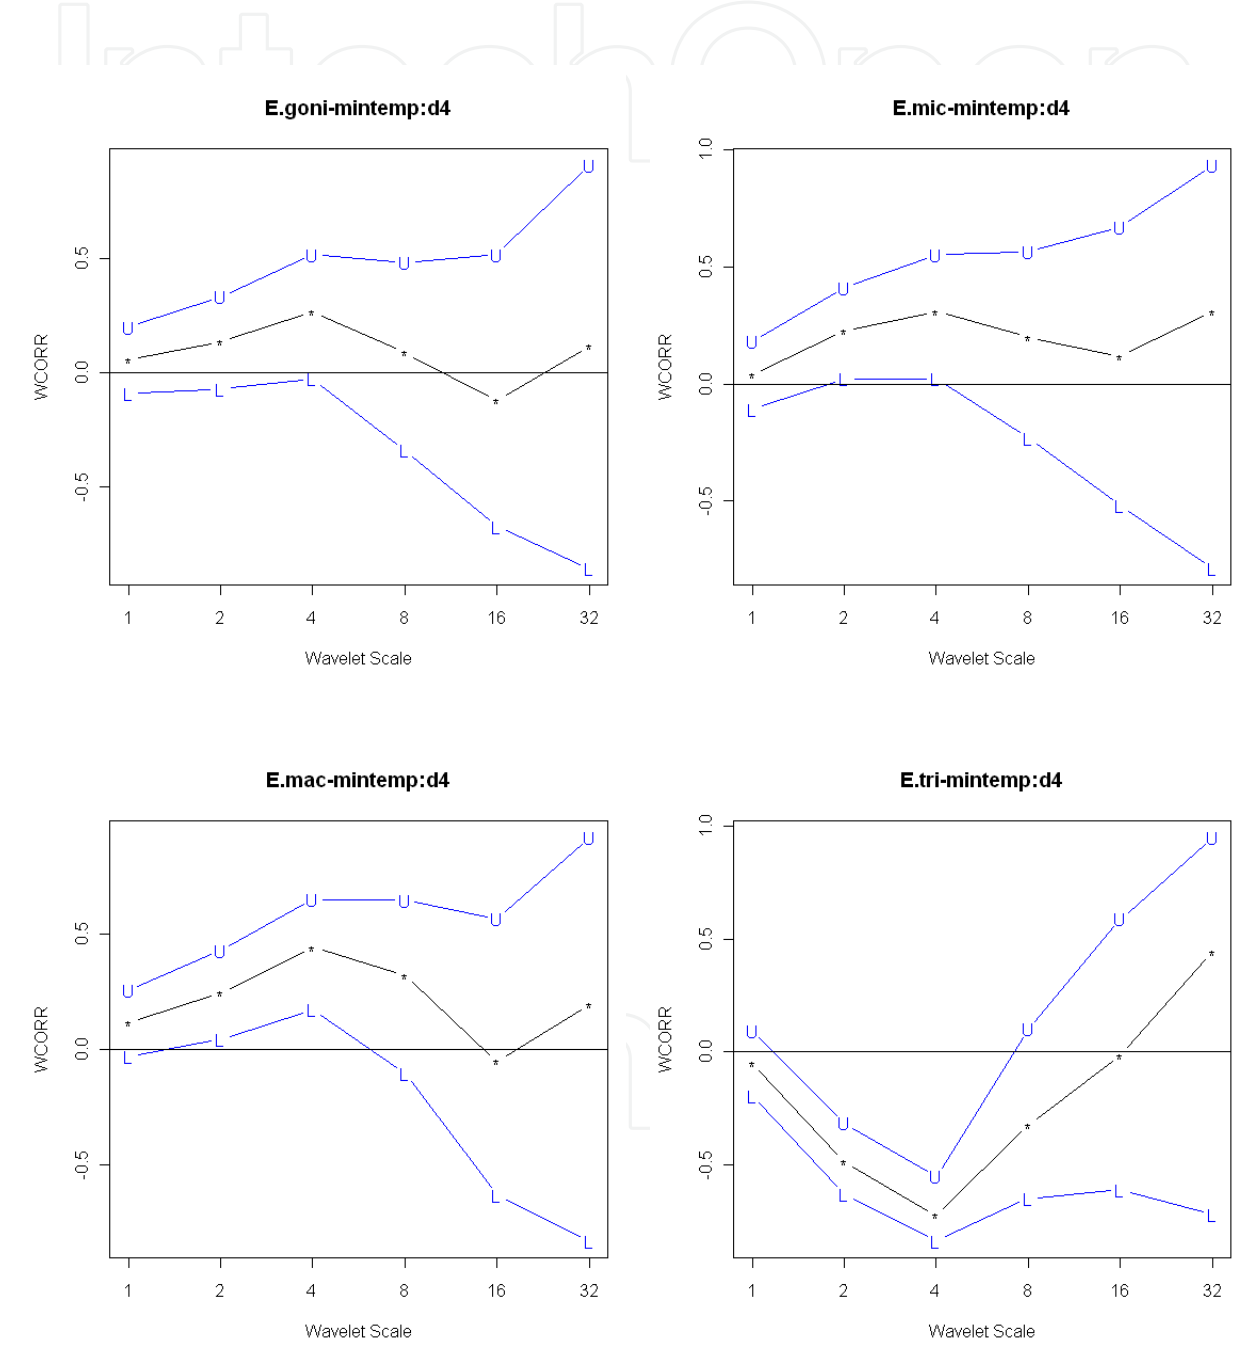 IntechOpen
E.goni-mintemp:d4
WCORR
0.5
0.0
-0.5
U U U U U U
* * * * * *
L L L L L L
1 2 4 8 16 32
Wavelet Scale
E.mic-mintemp:d4
WCORR
1.0
0.5
0.0
-0.5
U U U U U U
* * * * * *
L L L L L L
1 2 4 8 16 32
Wavelet Scale
E.mac-mintemp:d4
WCORR
0.5
0.0
-0.5
U U U U U U
* * * * * *
L L L L L L
1 2 4 8 16 32
Wavelet Scale
E.tri-mintemp:d4
WCORR
1.0
0.5
0.0
-0.5
U U U U U U
* * * * * *
L L L L L L
1 2 4 8 16 32
Wavelet Scale